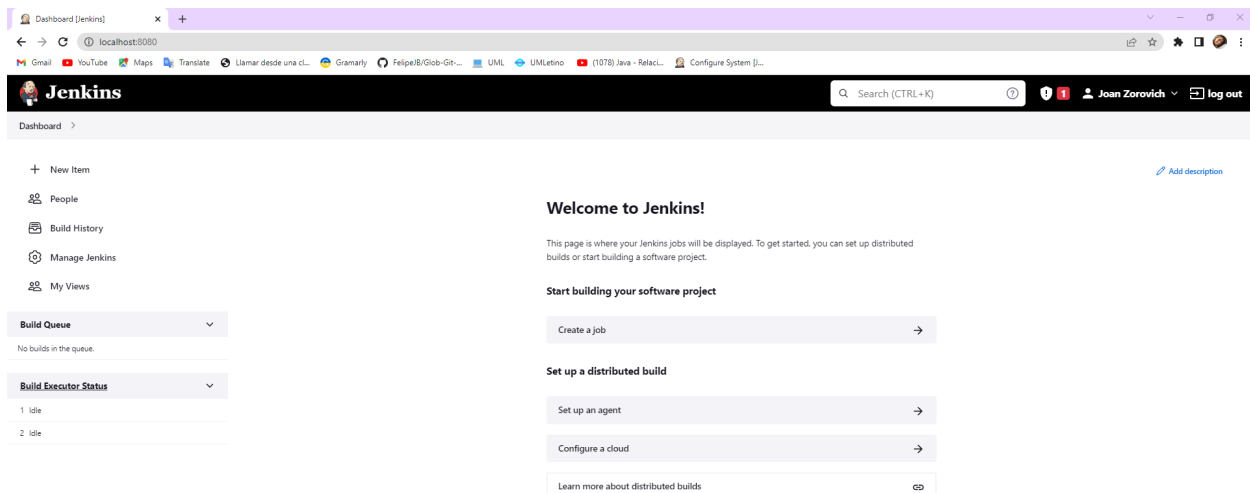 Dashboard [Jenkins]
localhost:8080
Gmail YouTube Maps Translate Llamar desde una cl... Gramarly FelipeJB/Glob-Git-... UML UMLetino (1078) Java - Relaci... Configure System [J...
Jenkins Search (CTRL+K) 1 Joan Zorovich log out
Dashboard
New Item
Add description
People
Build History
Manage Jenkins
My Views
Build Queue
No builds in the queue.
Build Executor Status
1 Idle
2 Idle
Welcome to Jenkins!
This page is where your Jenkins jobs will be displayed. To get started, you can set up distributed
builds or start building a software project.
Start building your software project
Create a job
Set up a distributed build
Set up an agent
Configure a cloud
Learn more about distributed builds